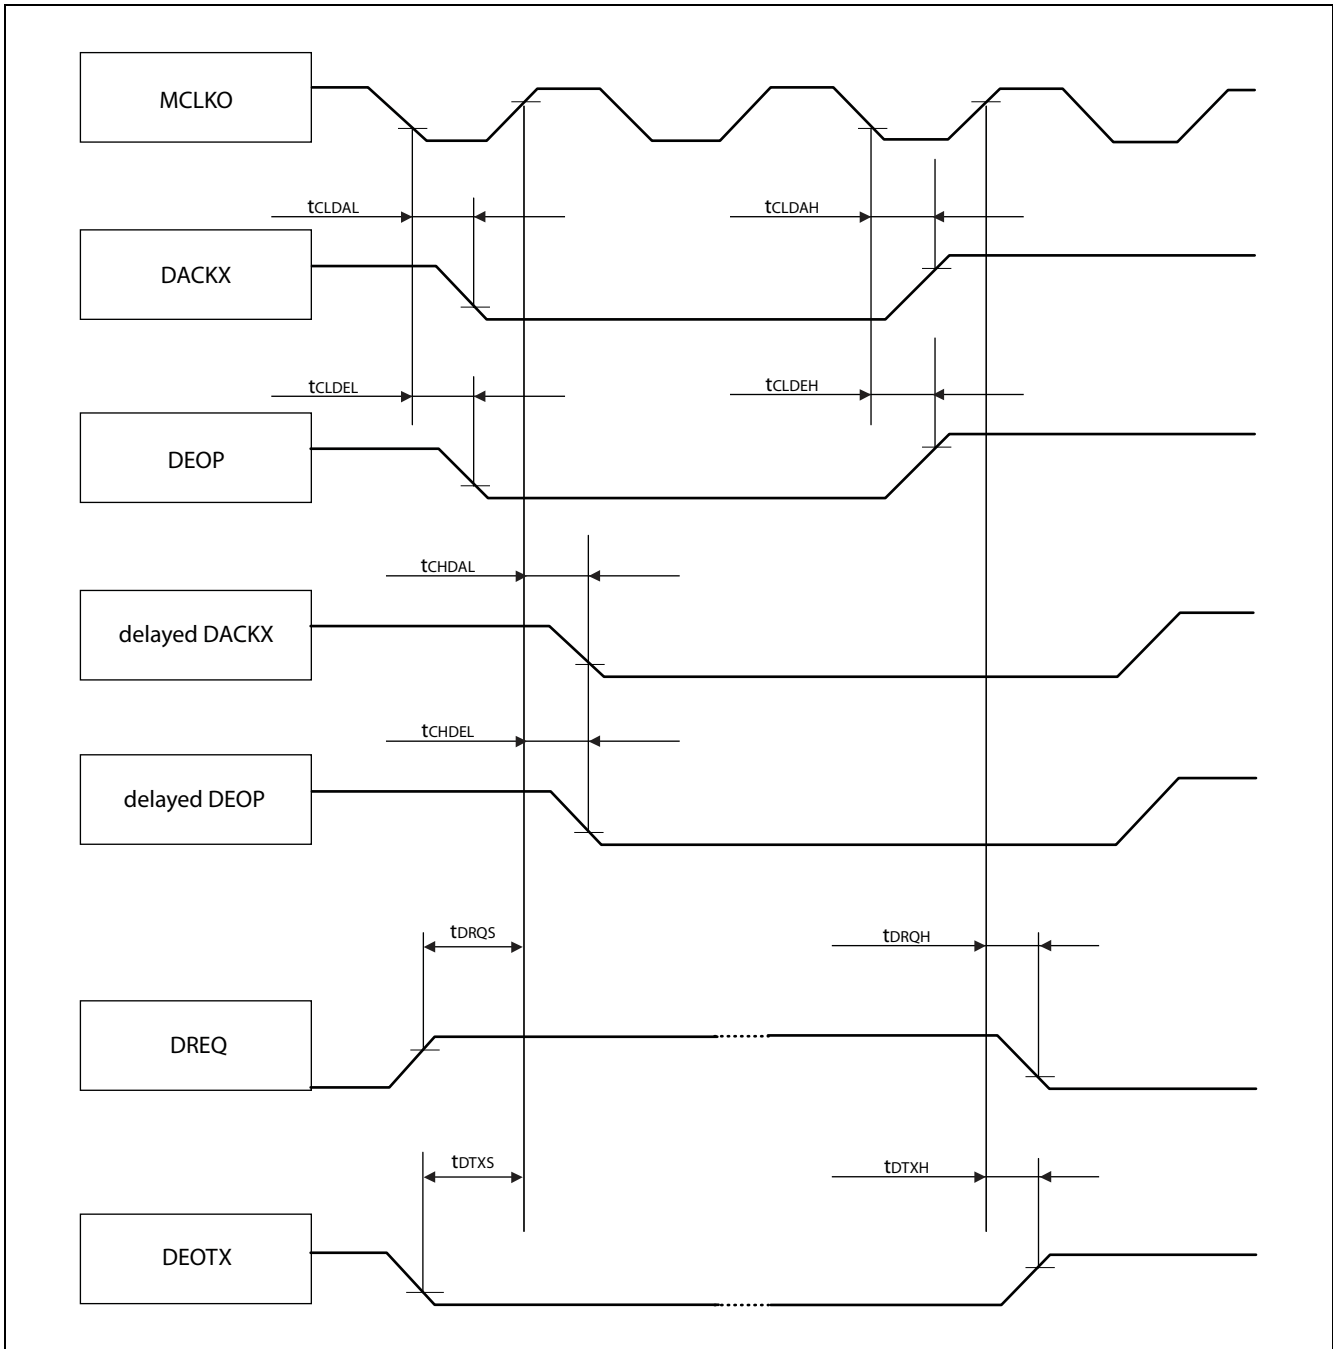 MCLKO
tCLDAL
tCLDAH
DACKX
tCLDEL
tCLDEH
DEOP
tCHDAL
delayed DACKX
tCHDEL
delayed DEOP
tDRQS
tDRQH
DREQ
tDTXS
tDTXH
DEOTX